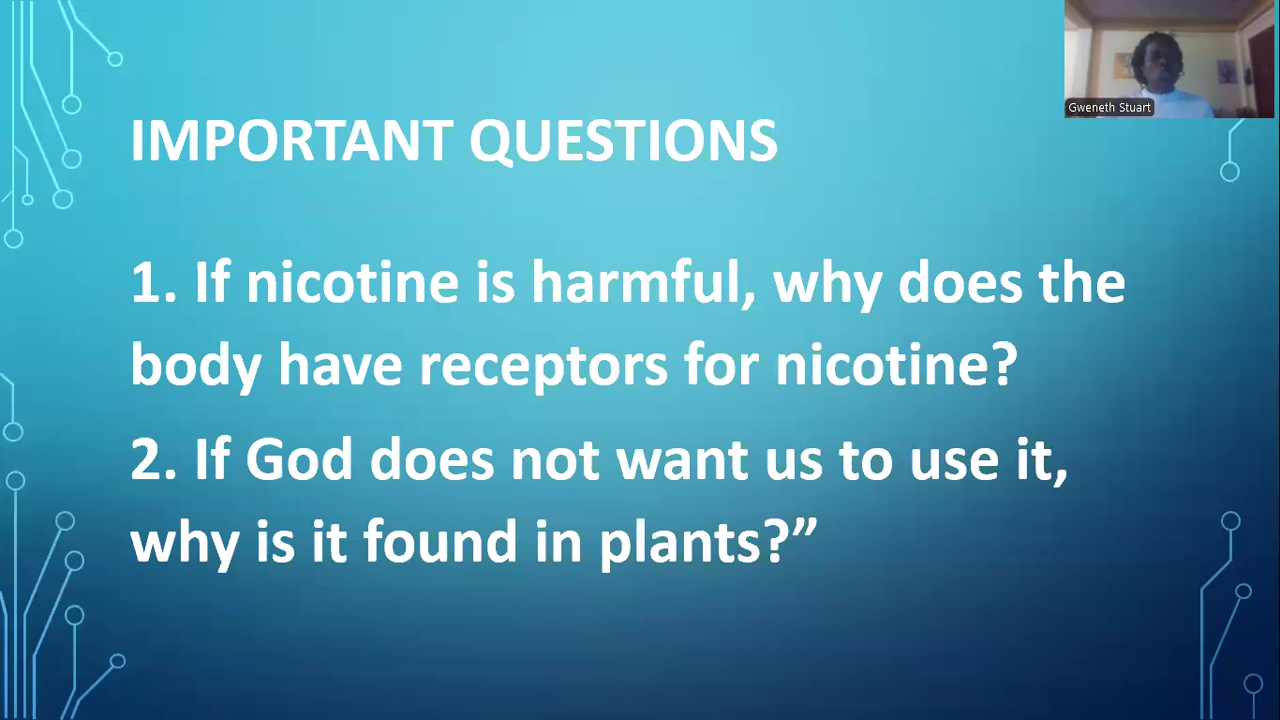 Gweneth Stuart
IMPORTANT QUESTIONS
1. If nicotine is harmful, why does the
body have receptors for nicotine?
2. If God does not want us to use it,
why is it found in plants?”